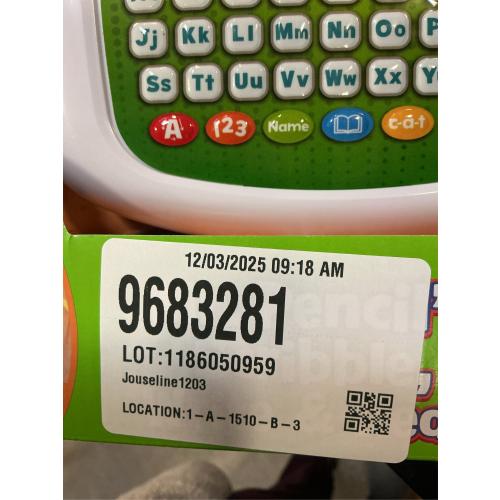 Jj Kk Ll Mm Nn Oo P
Ss Tt Uu Vv Ww Xx Y
A 123 Name c-a-t
12/03/2025 09:18 AM
9683281
LOT:1186050959
Jouseline1203
LOCATION:1-A-1510-B-3
encil